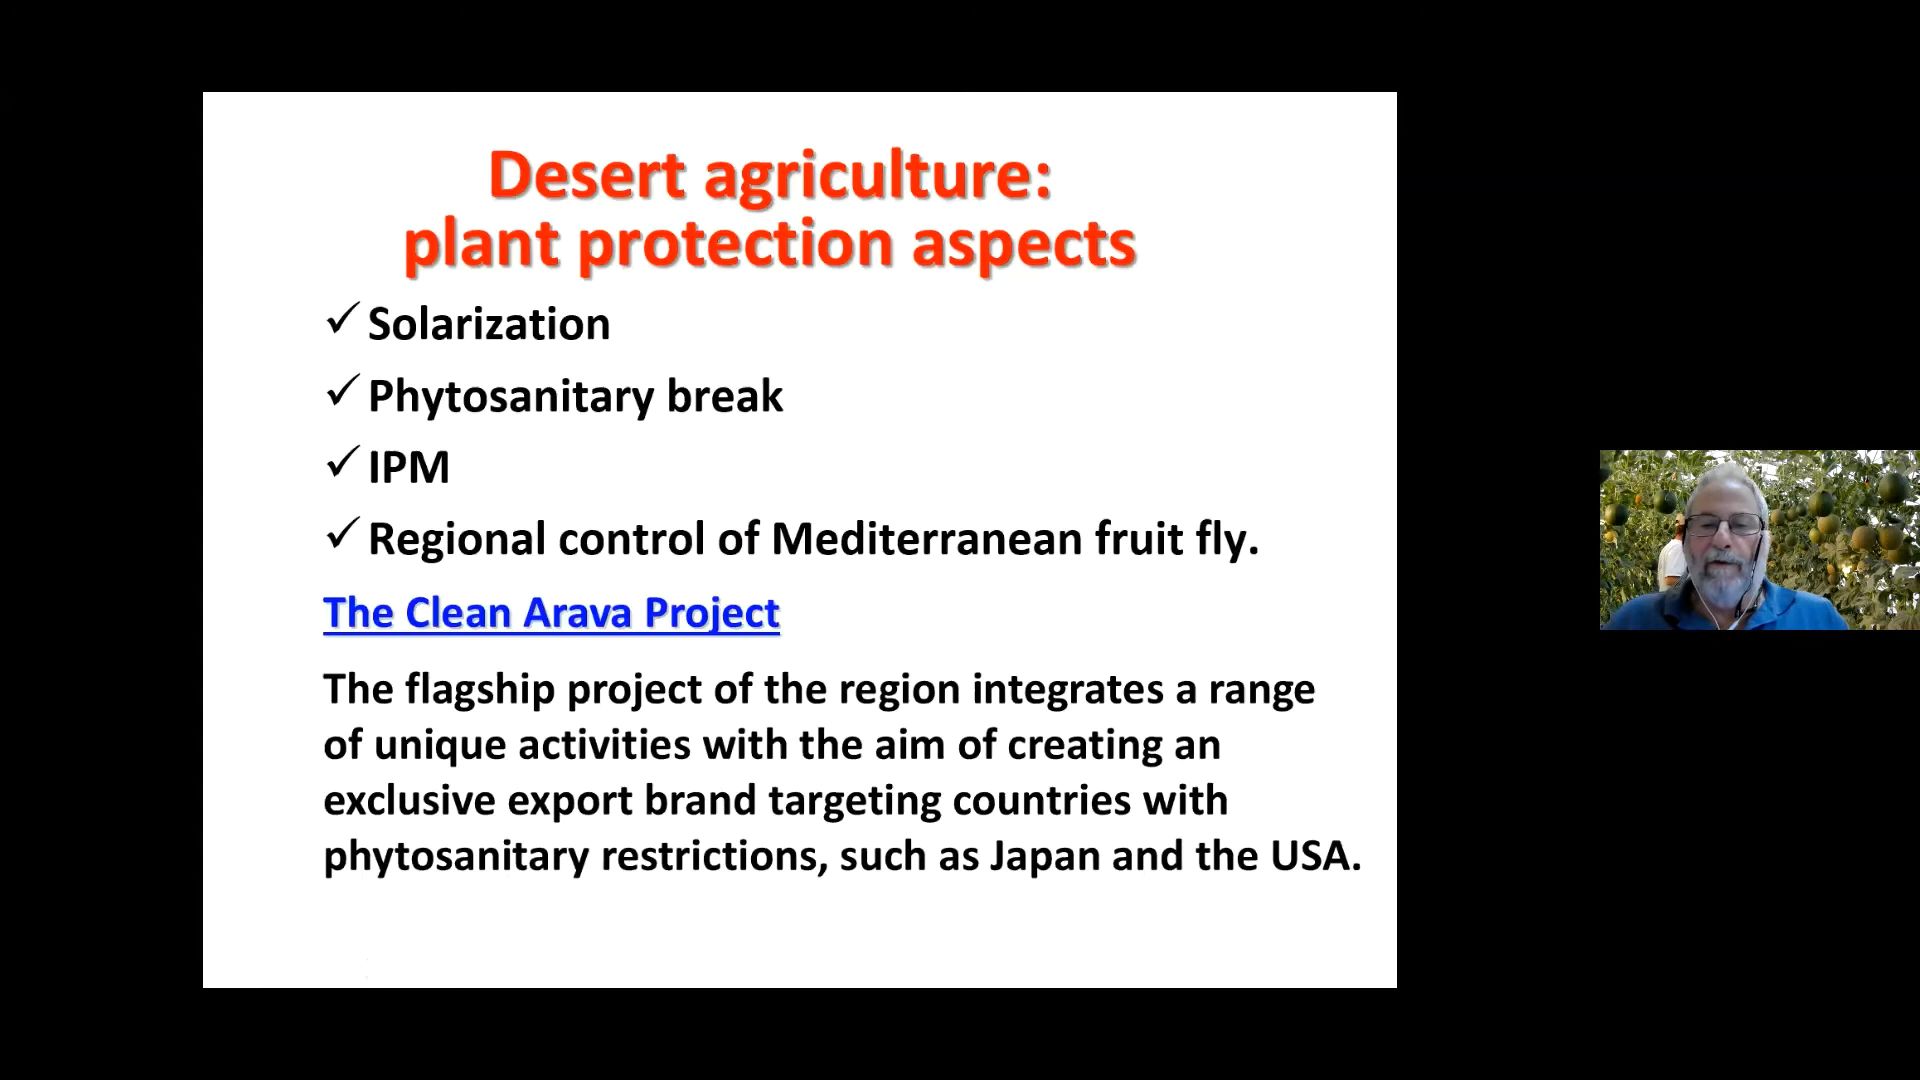 Desert agriculture:
plant protection aspects
✓ Solarization
✓ Phytosanitary break
✓ IPM
✓ Regional control of Mediterranean fruit fly.
The Clean Arava Project
The flagship project of the region integrates a range
of unique activities with the aim of creating an
exclusive export brand targeting countries with
phytosanitary restrictions, such as Japan and the USA.